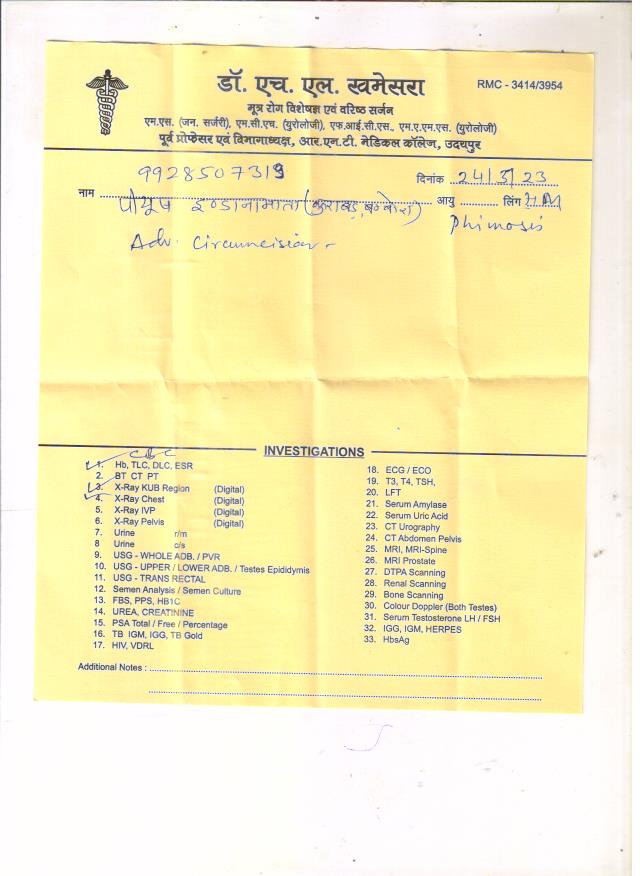 डॉ. एच. एल. खमेसरा
RMC - 3414/3954
मूत्र रोग विशेषज्ञ एवं वरिष्ठ सर्जन
एम.एस. (जन. सर्जरी), एम.सी.एच. (युरोलोजी), एफ.आई.सी.एस., एम.ए.एम.एस. (युरोलोजी)
पूर्व प्रोफेसर एवं विभागाध्यक्ष, आर.एन.टी. मेडिकल कॉलेज, उदयपुर
9928507319
दिनांक 24/5/23
नाम पीयूष इण्डानामाता (कुराबड़, बम्बोरा) आयु लिंग
Phimosis
Adv. Circumcision
INVESTIGATIONS
CBC
1. Hb, TLC, DLC, ESR
2. BT CT PT
3. X-Ray KUB Region (Digital)
4. X-Ray Chest (Digital)
5. X-Ray IVP (Digital)
6. X-Ray Pelvis (Digital)
7. Urine r/m
8 Urine c/s
9. USG - WHOLE ADB. / PVR
10. USG - UPPER / LOWER ADB. / Testes Epididymis
11. USG - TRANS RECTAL
12. Semen Analysis / Semen Culture
13. FBS, PPS, HB1C
14. UREA, CREATININE
15. PSA Total / Free / Percentage
16. TB IGM, IGG, TB Gold
17. HIV, VDRL
18. ECG / ECO
19. T3, T4, TSH,
20. LFT
21. Serum Amylase
22. Serum Uric Acid
23. CT Urography
24. CT Abdomen Pelvis
25. MRI, MRI-Spine
26. MRI Prostate
27. DTPA Scanning
28. Renal Scanning
29. Bone Scanning
30. Colour Doppler (Both Testes)
31. Serum Testosterone LH / FSH
32. IGG, IGM, HERPES
33. HbsAg
Additional Notes :